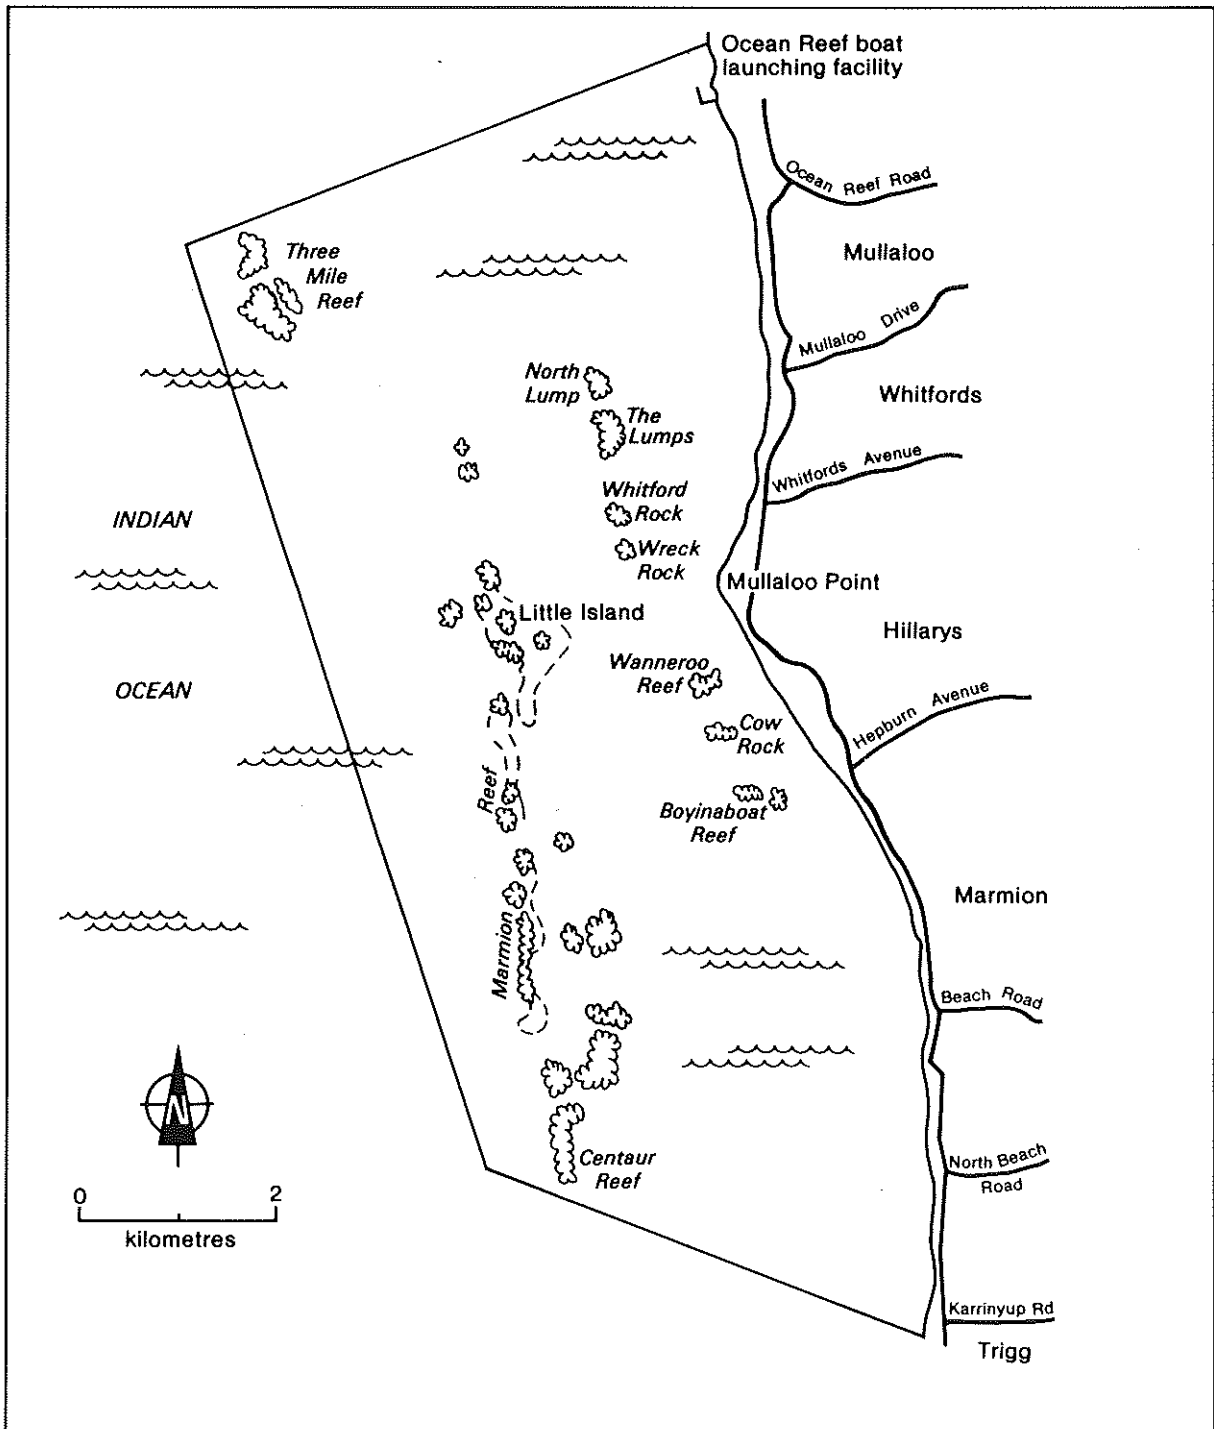 Ocean Reef boat
launching facility
Ocean Reef Road
Three
Mile
Reef
Mullaloo
Mullaloo Drive
North
Lump
The
Lumps
Whitfords
Whitfords Avenue
Whitford
Rock
INDIAN
Wreck
Rock
Mullaloo Point
Little Island
Hillarys
Wanneroo
Reef
OCEAN
Hepburn Avenue
Cow
Rock
Reef
Boyinaboat
Reef
Marmion
Marmion
Beach Road
N
Centaur
Reef
North Beach
Road
0 2
kilometres
Karrinyup Rd
Trigg